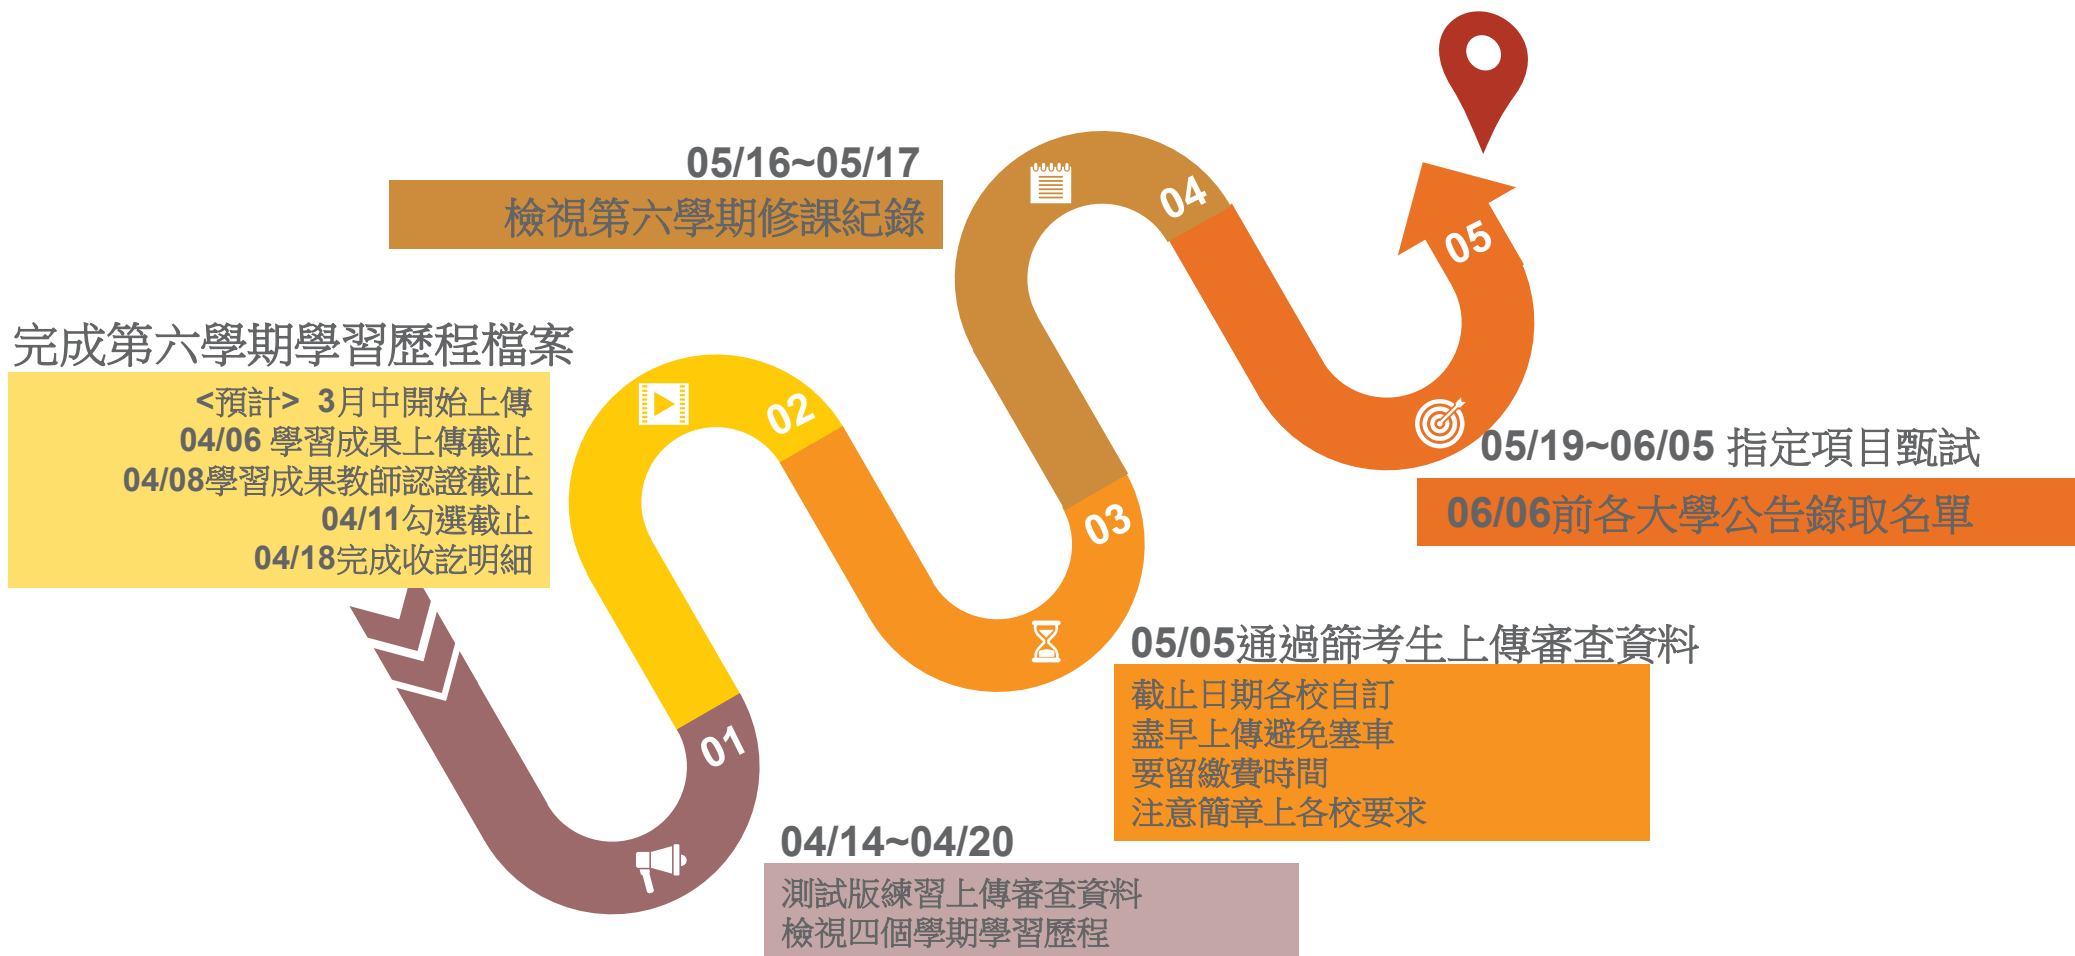 05/16~05/17
檢視第六學期修課紀錄
04
05
完成第六學期學習歷程檔案
<預計> 3月中開始上傳
04/06 學習成果上傳截止
04/08學習成果教師認證截止
04/11勾選截止
04/18完成收訖明細
02
03
05/19~06/05 指定項目甄試
06/06前各大學公告錄取名單
01
05/05通過篩考生上傳審查資料
截止日期各校自訂
盡早上傳避免塞車
要留繳費時間
注意簡章上各校要求
04/14~04/20
測試版練習上傳審查資料
檢視四個學期學習歷程